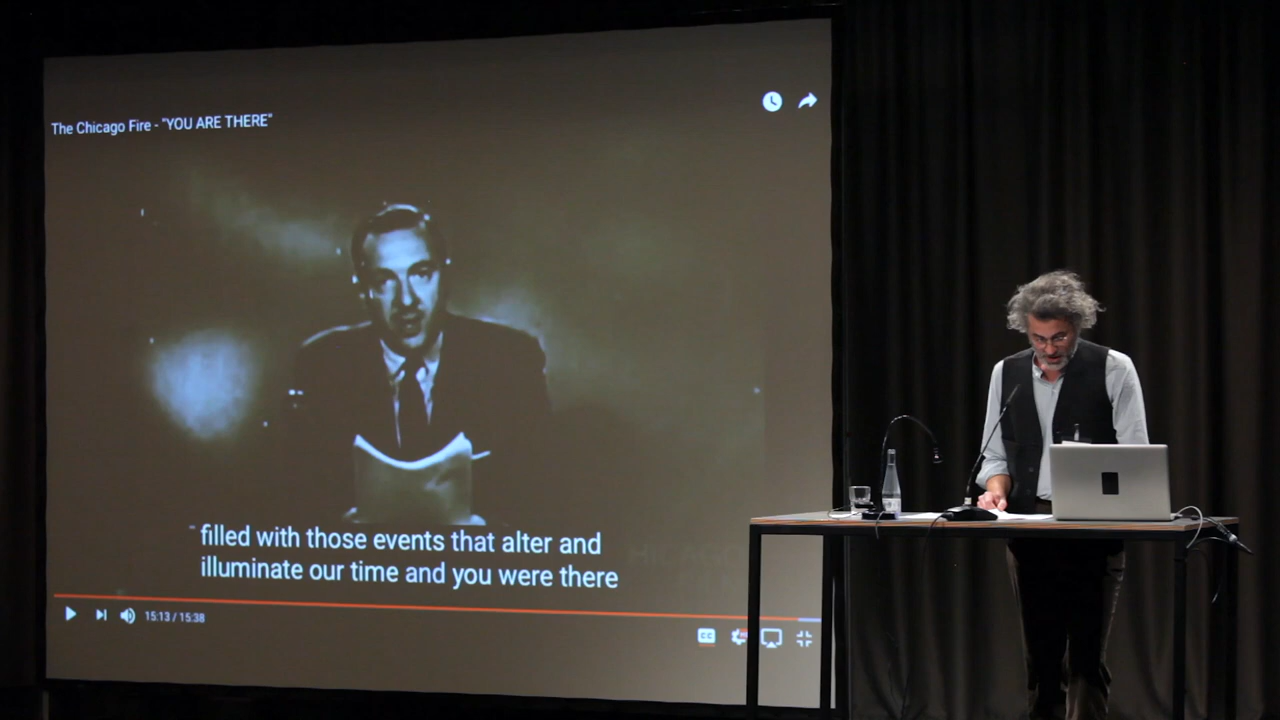 The Chicago Fire - "YOU ARE THERE"
filled with those events that alter and
illuminate our time and you were there
15:13 / 15:38
CC